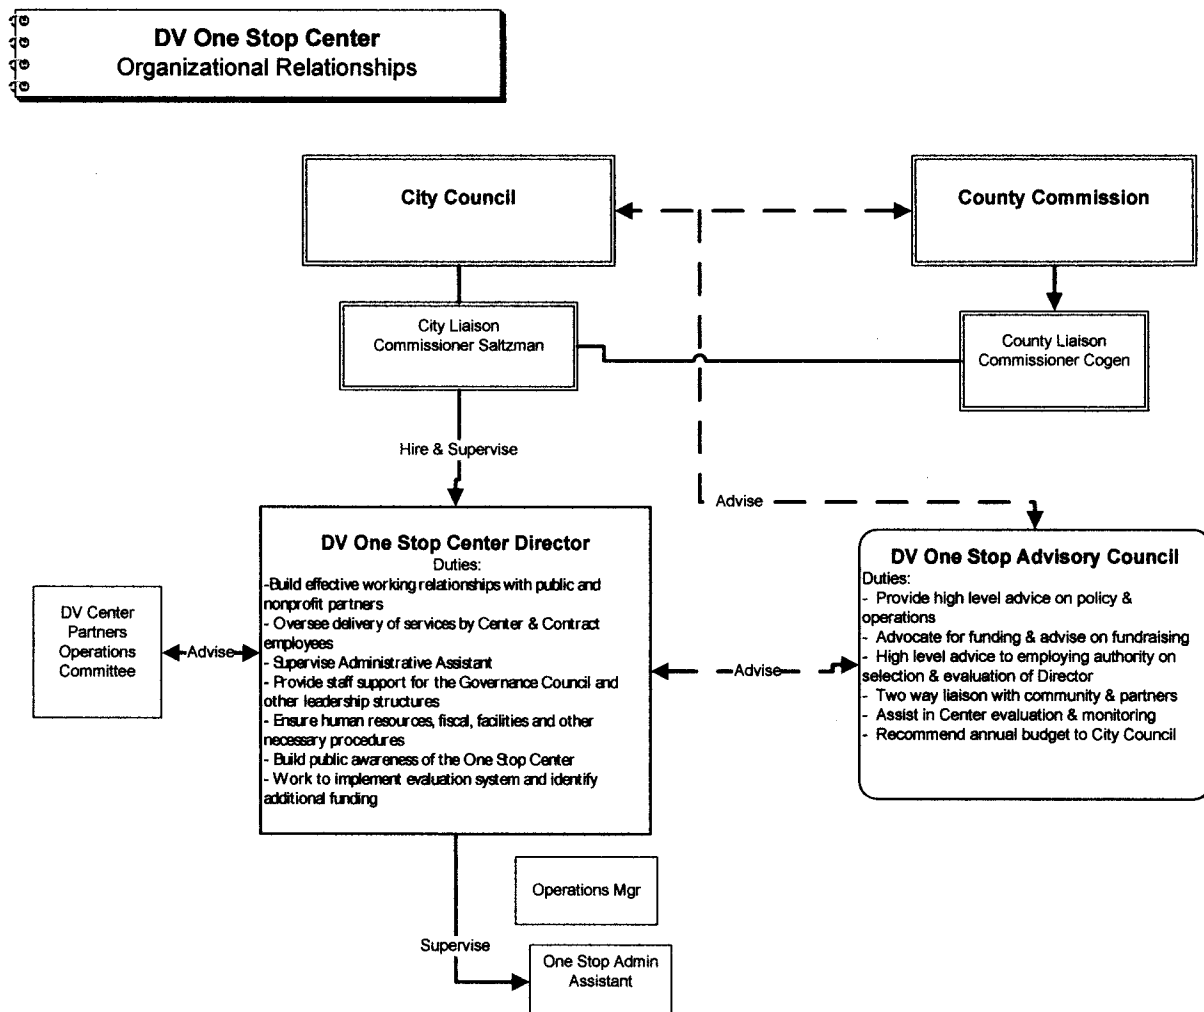 DV One Stop Center
Organizational Relationships
City Council
County Commission
City Liaison
Commissioner Saltzman
County Liaison
Commissioner Cogen
Hire & Supervise
Advise
DV One Stop Center Director
Duties:
-Build effective working relationships with public and
nonprofit partners
- Oversee delivery of services by Center & Contract
employees
- Supervise Administrative Assistant
- Provide staff support for the Governance Council and
other leadership structures
- Ensure human resources, fiscal, facilities and other
necessary procedures
- Build public awareness of the One Stop Center
- Work to implement evaluation system and identify
additional funding
DV Center
Partners
Operations
Committee
Advise
Advise
DV One Stop Advisory Council
Duties:
- Provide high level advice on policy &
operations
- Advocate for funding & advise on fundraising
- High level advice to employing authority on
selection & evaluation of Director
- Two way liaison with community & partners
- Assist in Center evaluation & monitoring
- Recommend annual budget to City Council
Operations Mgr
Supervise
One Stop Admin
Assistant